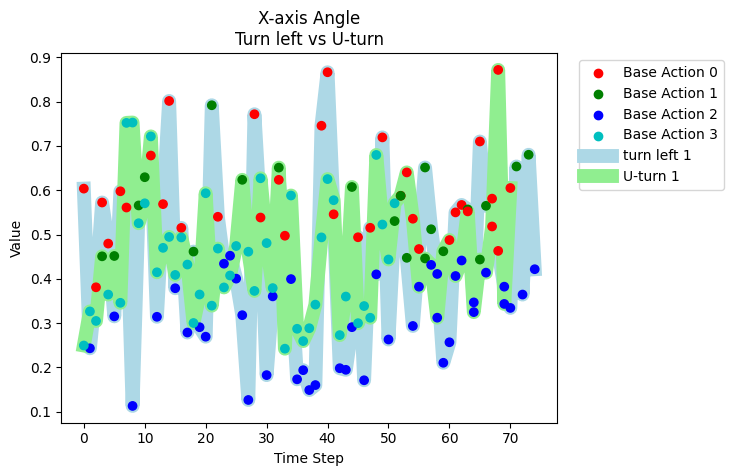 X-axis Angle
Turn left vs U-turn
0.9
0.8
0.7
0.6
0.5
0.4
0.3
0.2
0.1
Value
0 10 20 30 40 50 60 70
Time Step
Base Action 0
Base Action 1
Base Action 2
Base Action 3
turn left 1
U-turn 1